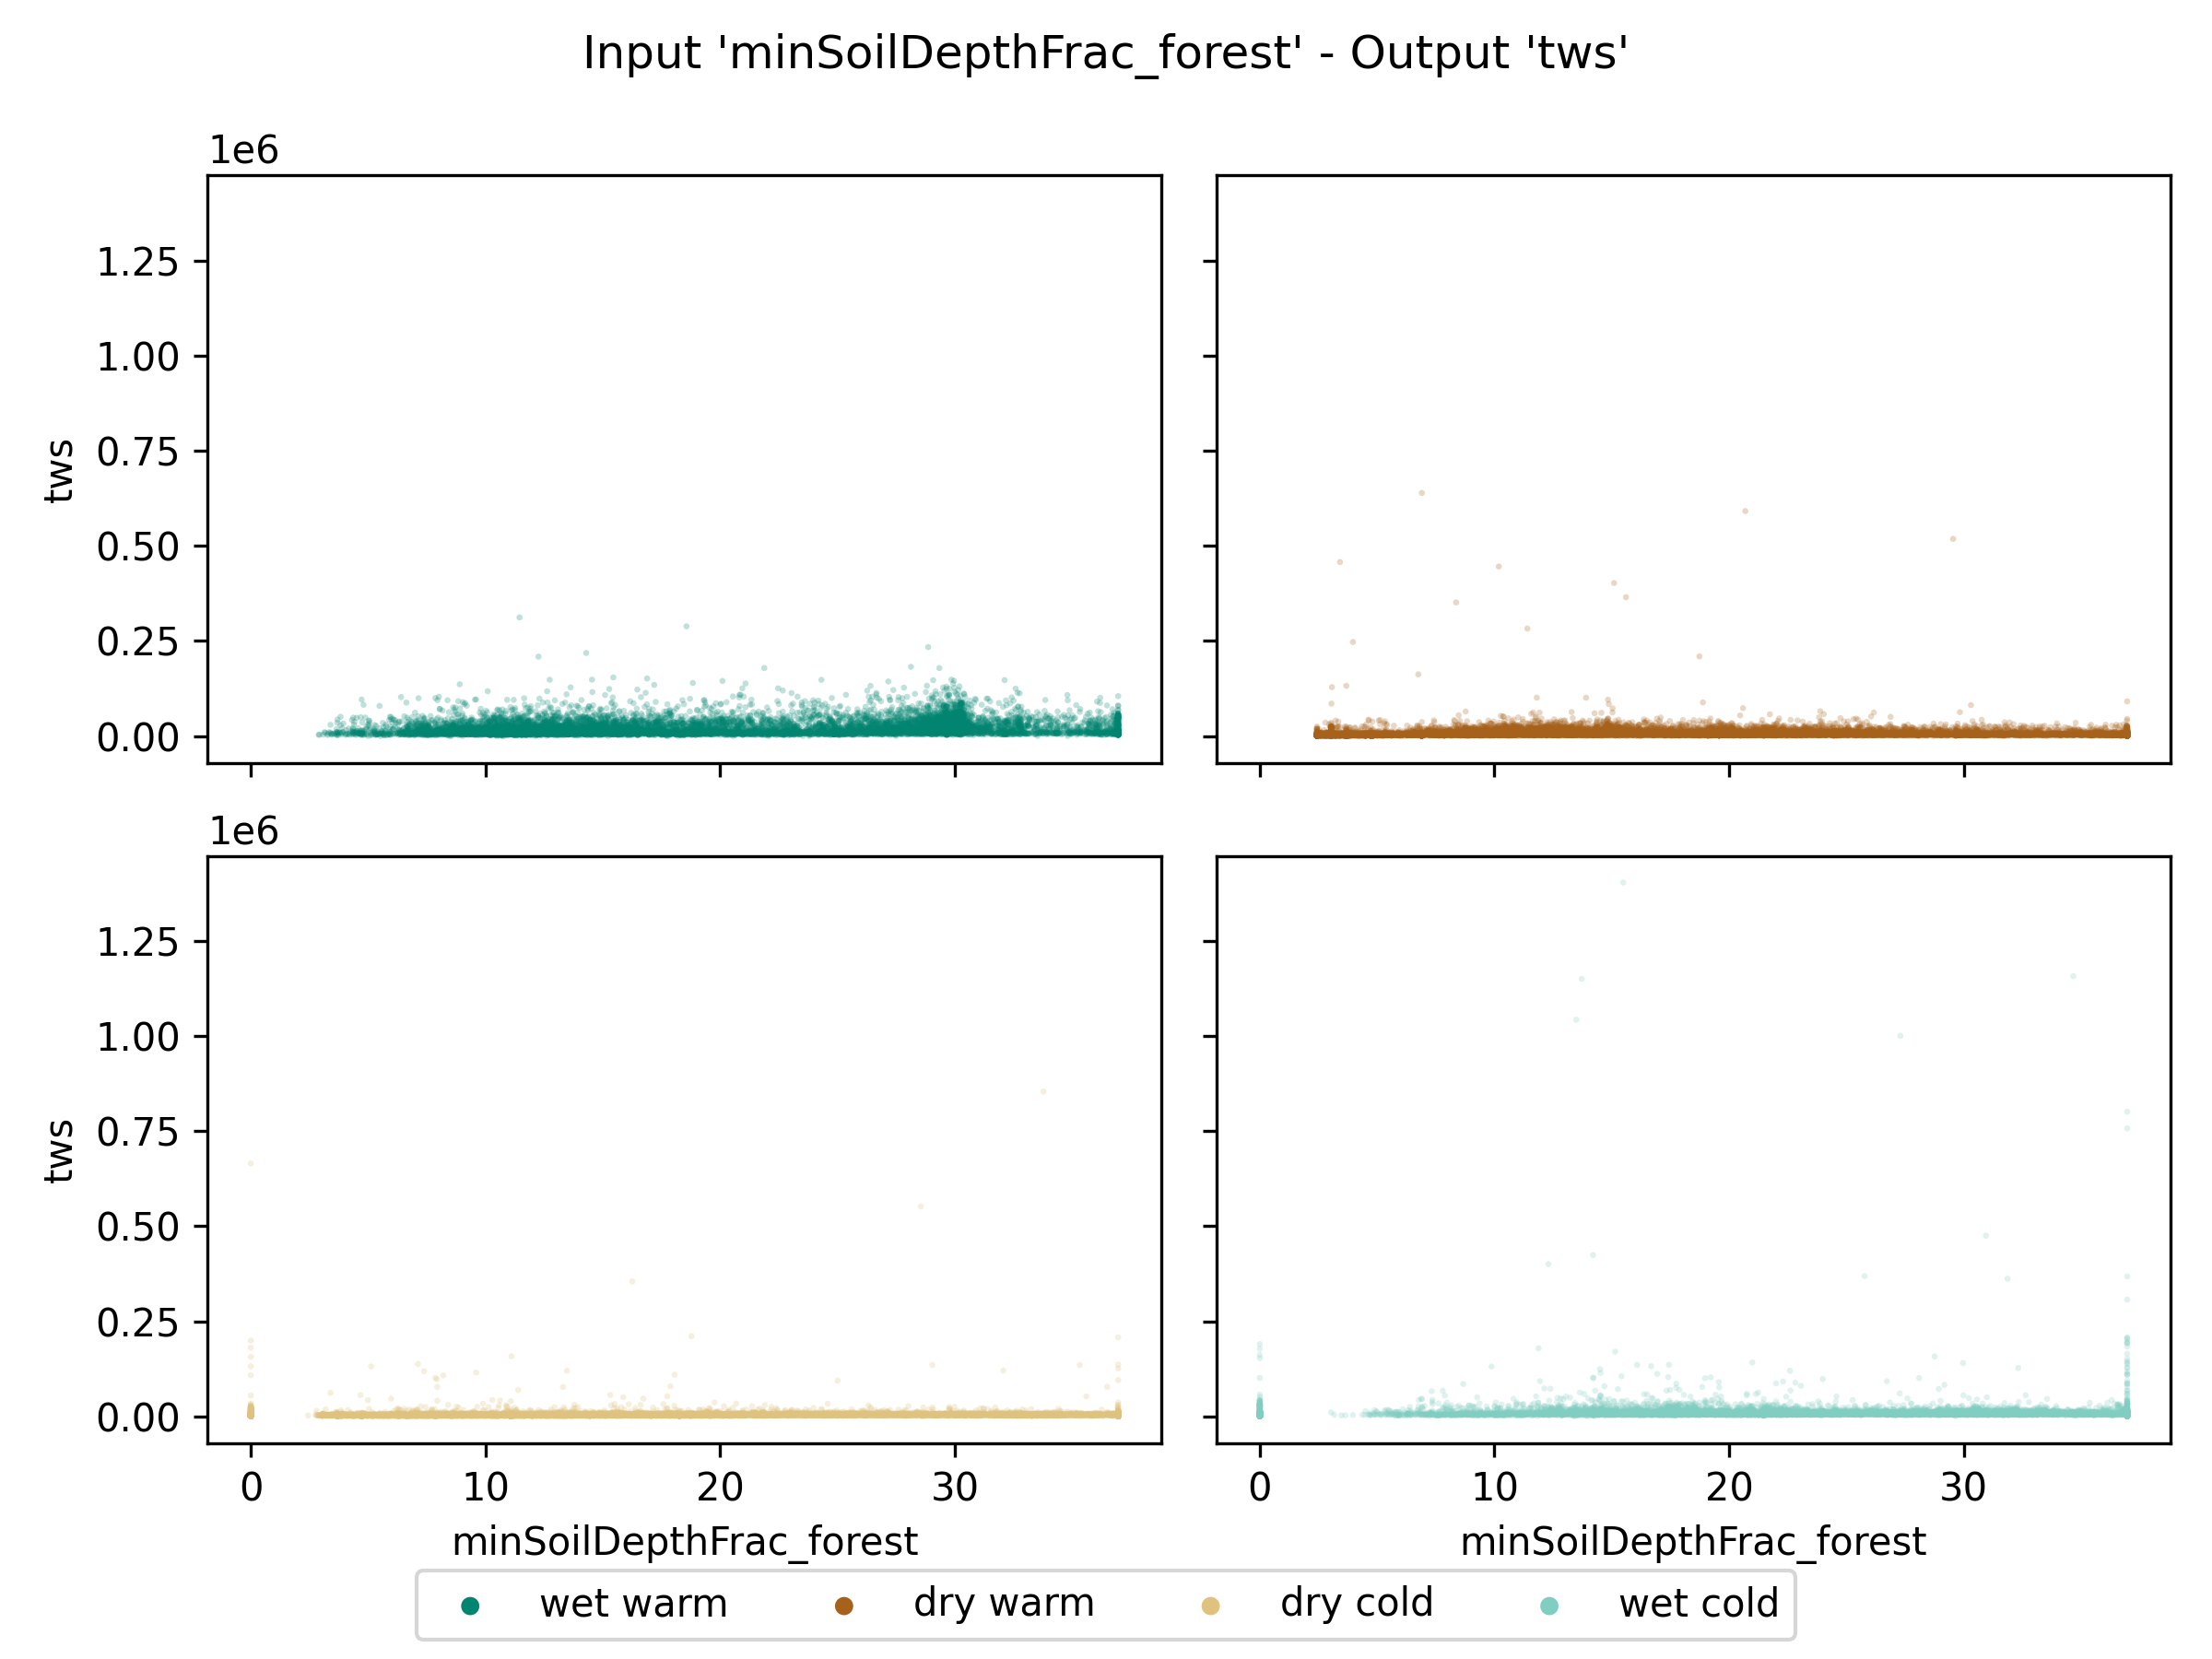 Input 'minSoilDepthFrac_forest' - Output 'tws'
1e6
1.25
1.00
0.75
0.50
0.25
0.00
tws
1e6
1.25
1.00
0.75
0.50
0.25
0.00
tws
0 10 20 30
0 10 20 30
minSoilDepthFrac_forest
minSoilDepthFrac_forest
wet warm dry warm dry cold wet cold